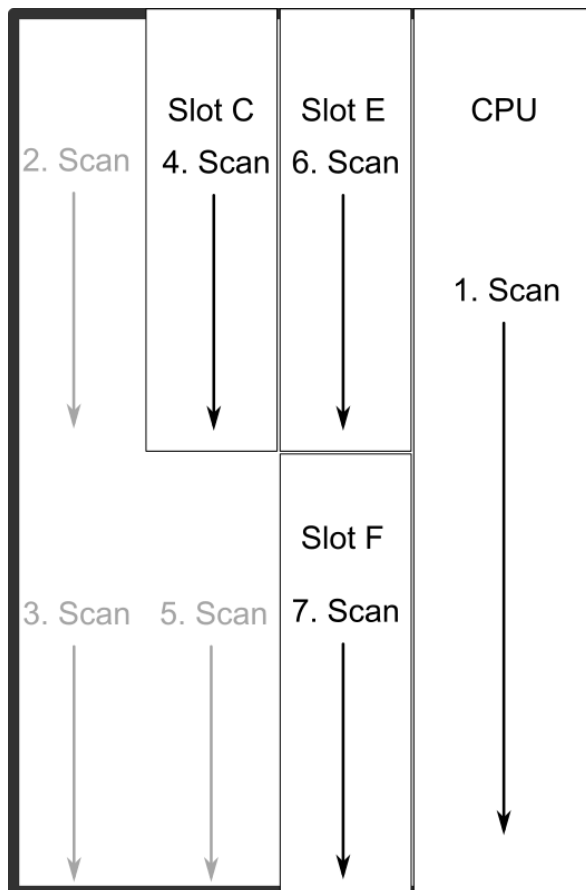 Slot C
Slot E
CPU
2. Scan
4. Scan
6. Scan
1. Scan
Slot F
3. Scan
5. Scan
7. Scan